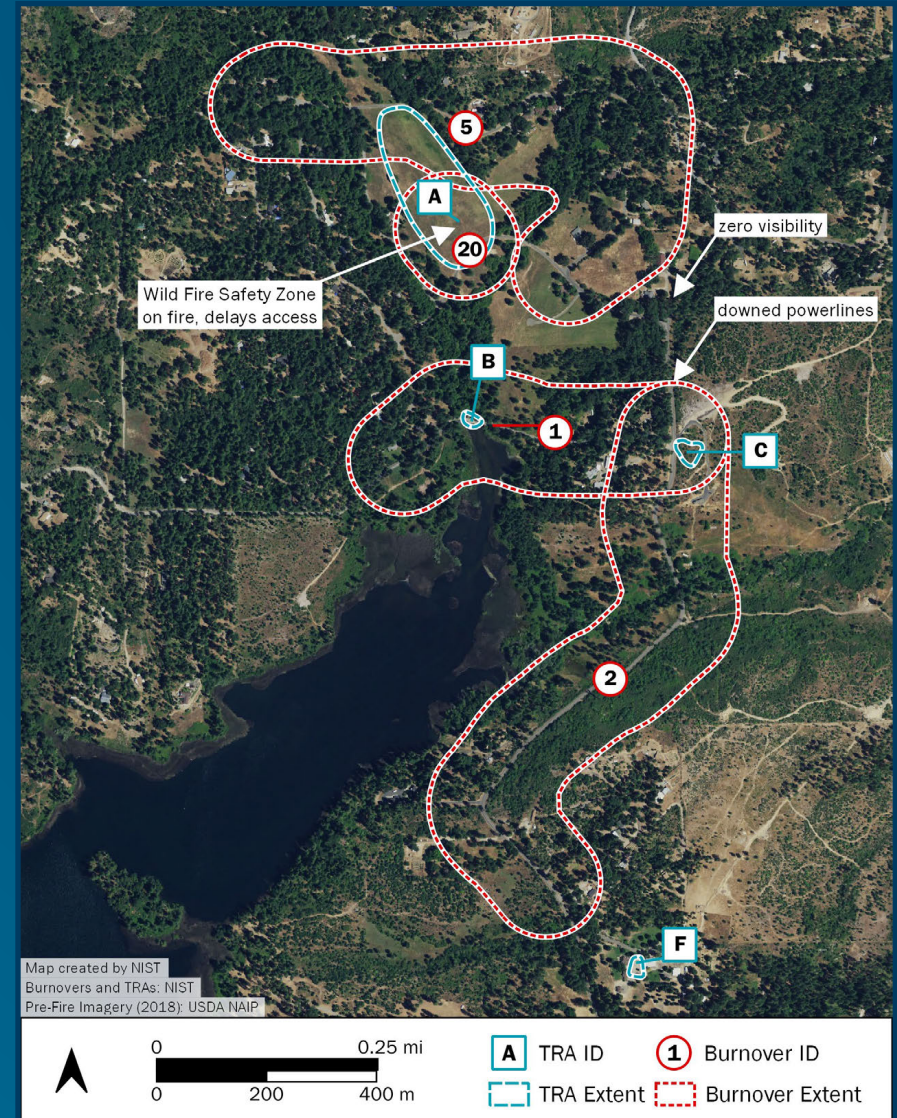 5
A
20
zero visibility
Wild Fire Safety Zone
on fire, delays access
downed powerlines
B
1
C
2
F
Map created by NIST
Burnovers and TRAs: NIST
Pre-Fire Imagery (2018): USDA NAIP
0 0.25 mi
0 200 400 m
A TRA ID 1 Burnover ID
TRA Extent Burnover Extent